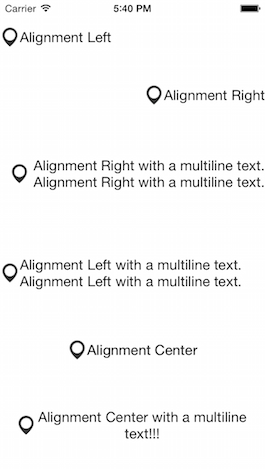 Carrier 5:40 PM
Alignment Left
Alignment Right
Alignment Right with a multiline text.
Alignment Right with a multiline text.
Alignment Left with a multiline text.
Alignment Left with a multiline text.
Alignment Center
Alignment Center with a multiline
text!!!